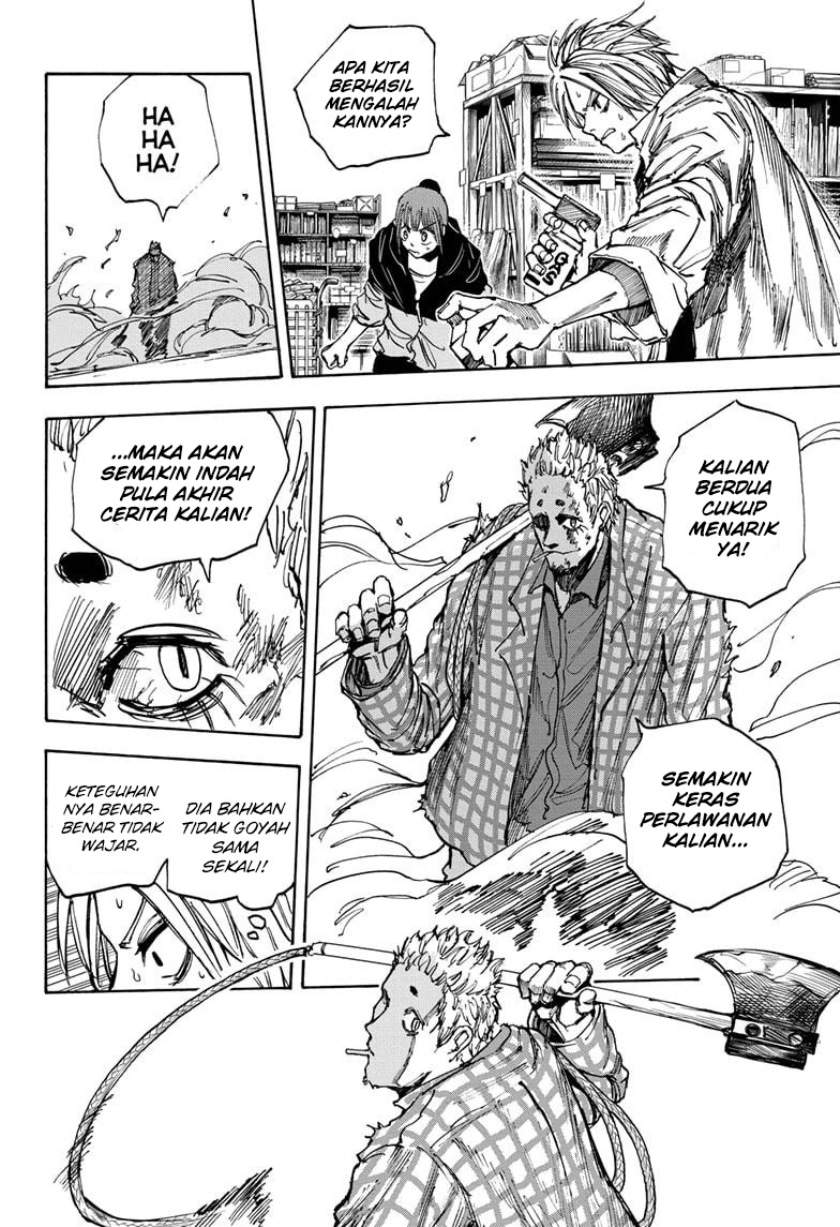 APA KITA
BERHASIL
MENGALAH
KANNYA?
HA
HA
HA!
KALIAN
BERDUA
CUKUP
MENARIK
YA!
SEMAKIN
KERAS
PERLAWANAN
KALIAN...
...MAKA AKAN
SEMAKIN INDAH
PULA AKHIR
CERITA KALIAN!
DIA BAHKAN
TIDAK GOYAH
SAMA
SEKALI!
KETEGUHAN
NYA BENAR-
BENAR TIDAK
WAJAR.